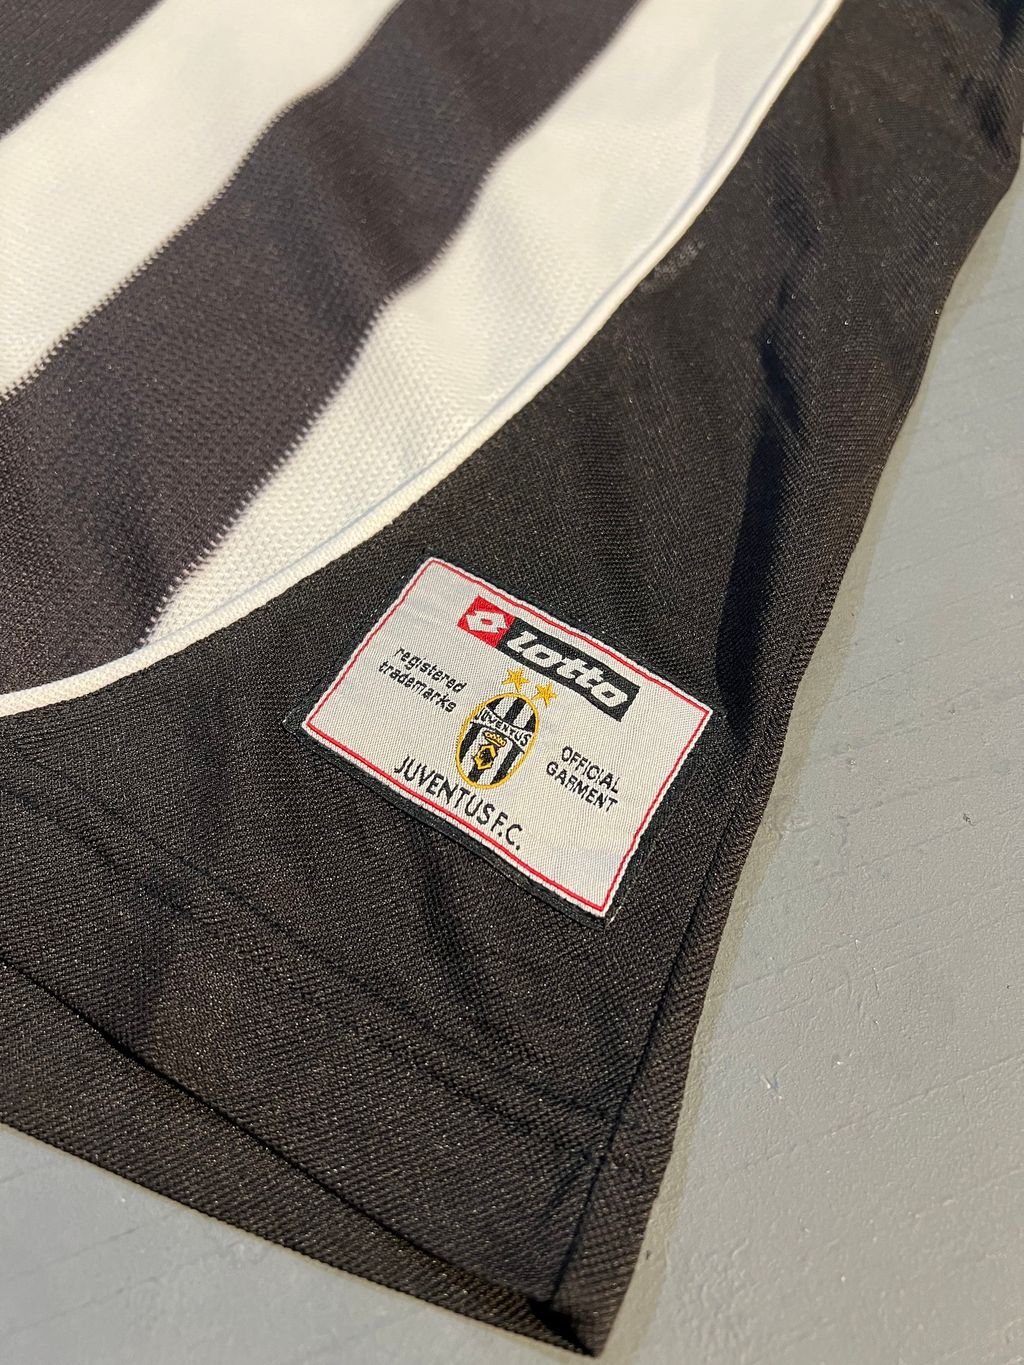 Lotto
registered
trademarks
JUVENTUS
OFFICIAL
GARMENT
JUVENTUS F.C.